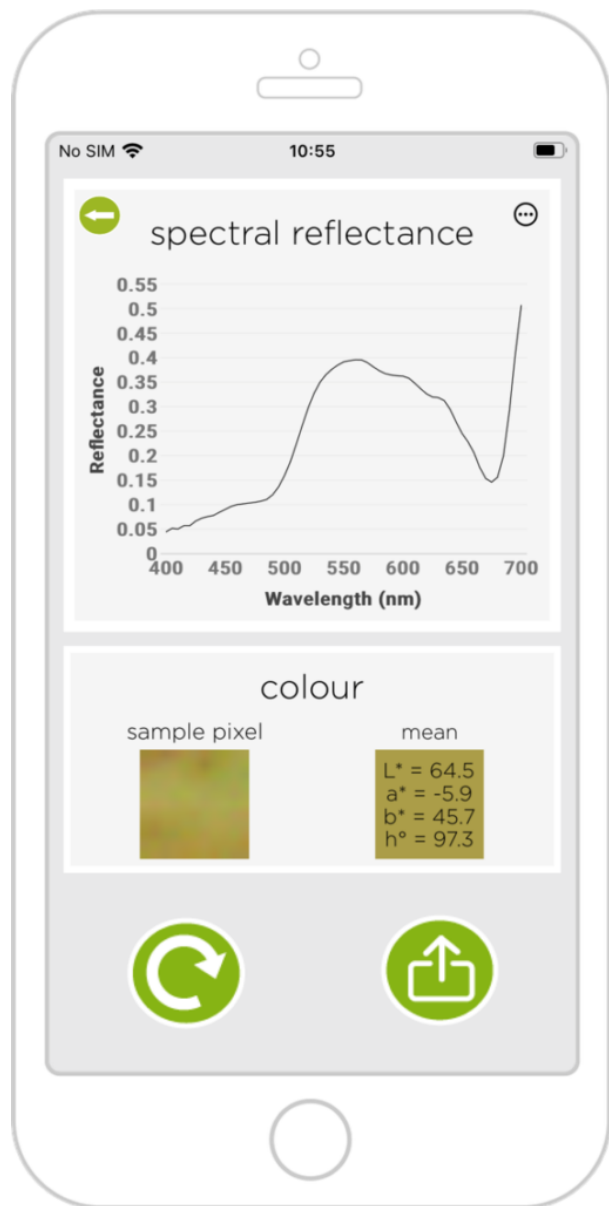 No SIM 10:55
spectral reflectance
0.55
0.5
0.45
0.4
0.35
0.3
0.25
0.2
0.15
0.1
0.05
0
Reflectance
400 450 500 550 600 650 700
Wavelength (nm)
colour
sample pixel mean
L* = 64.5
a* = -5.9
b* = 45.7
h° = 97.3